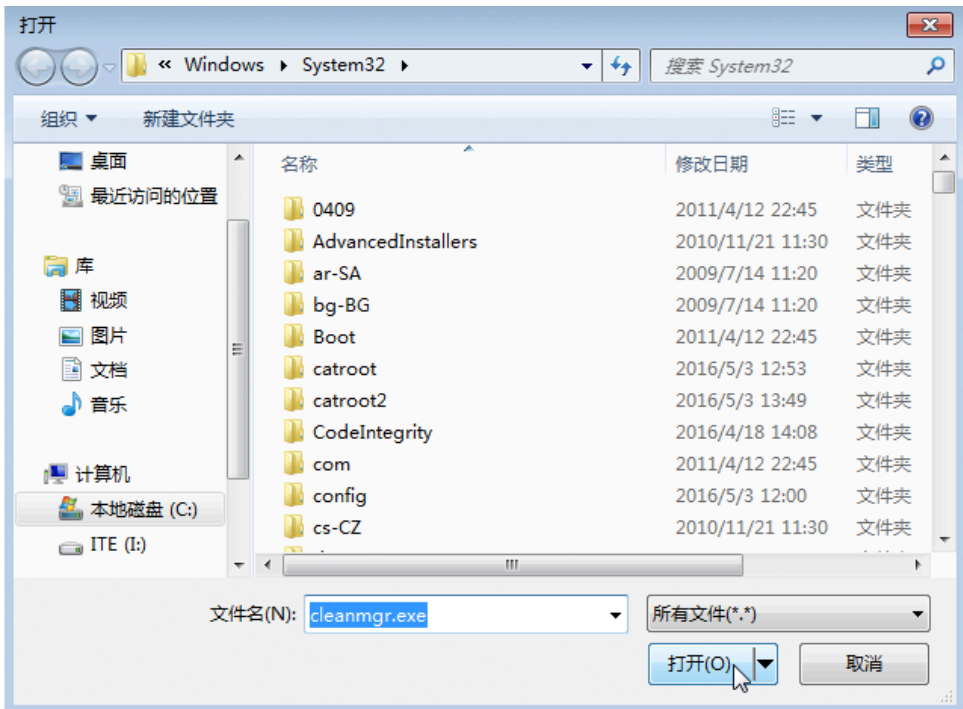 打开
« Windows ▸ System32 ▸ 搜索 System32
组织 ▼ 新建文件夹
桌面
最近访问的位置
库
视频
图片
文档
音乐
计算机
本地磁盘 (C:)
ITE (I:)
名称 修改日期 类型
0409 2011/4/12 22:45 文件夹
AdvancedInstallers 2010/11/21 11:30 文件夹
ar-SA 2009/7/14 11:20 文件夹
bg-BG 2009/7/14 11:20 文件夹
Boot 2011/4/12 22:45 文件夹
catroot 2016/5/3 12:53 文件夹
catroot2 2016/5/3 13:49 文件夹
CodeIntegrity 2016/4/18 14:08 文件夹
com 2011/4/12 22:45 文件夹
config 2016/5/3 12:00 文件夹
cs-CZ 2010/11/21 11:30 文件夹
文件名(N): cleanmgr.exe 所有文件(*.*)
打开(O) 取消